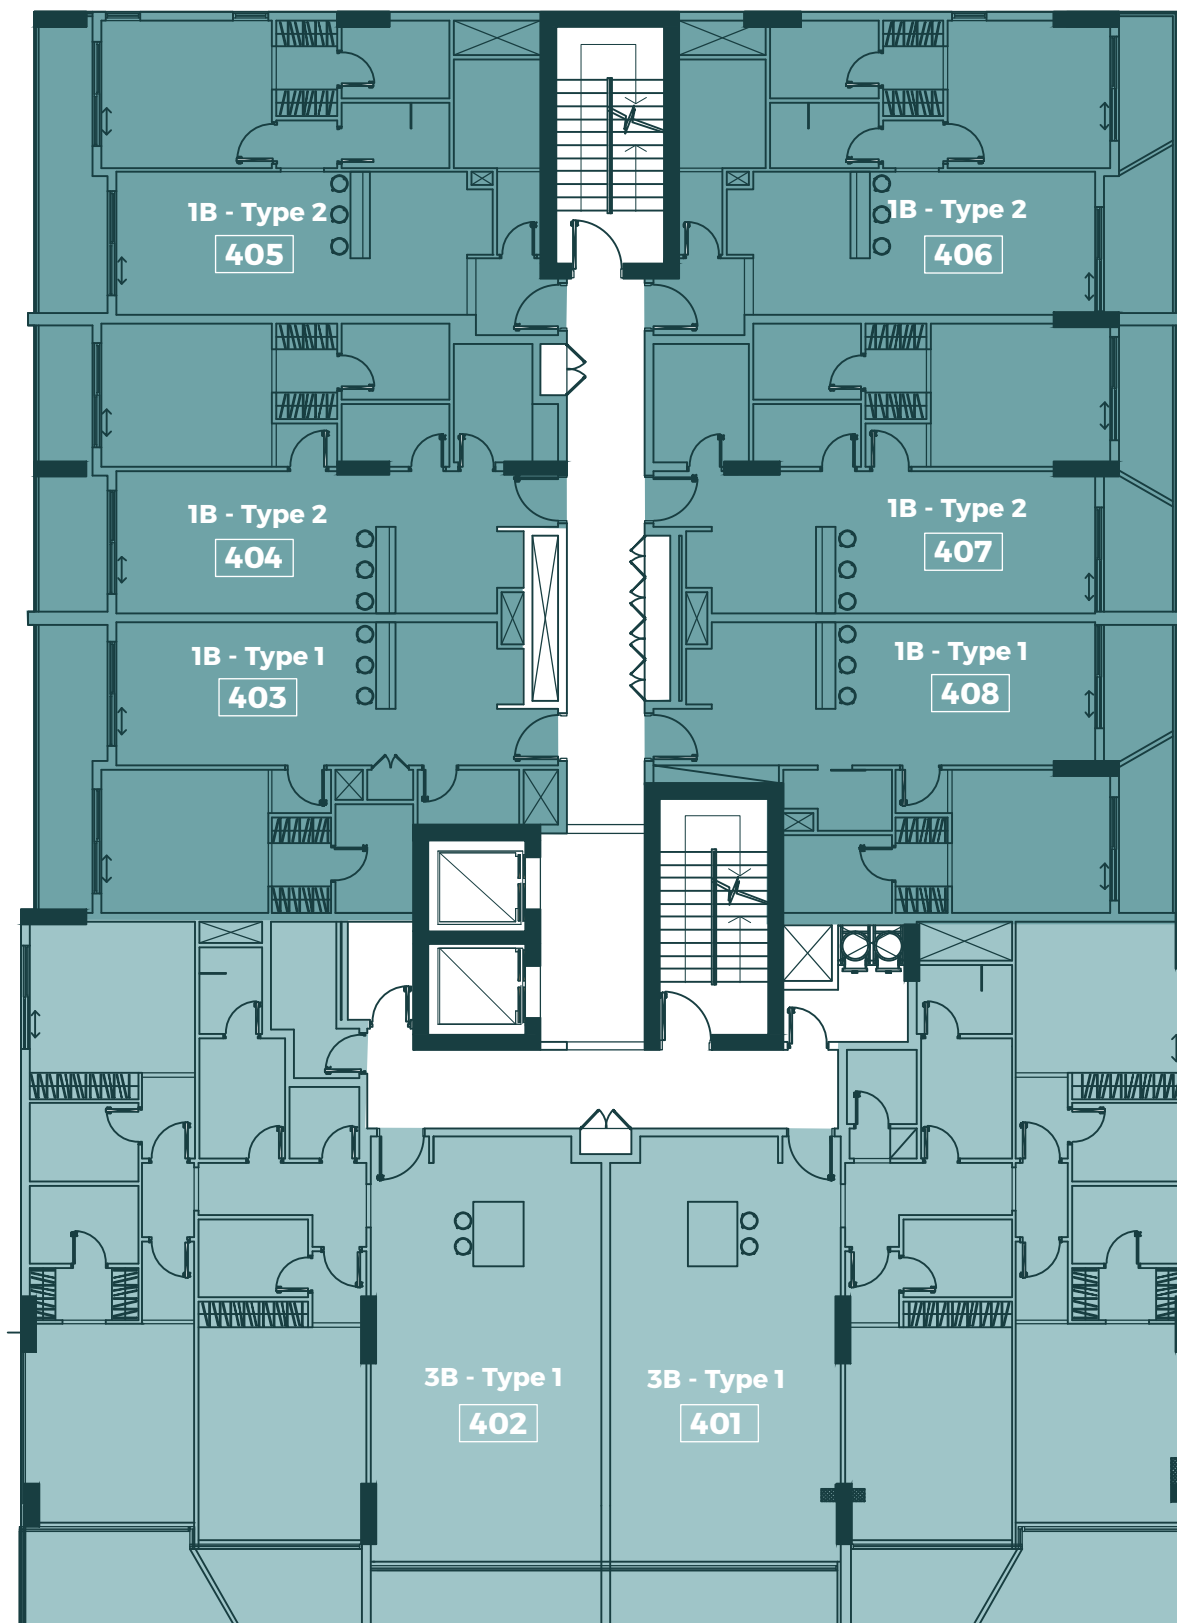 1B - Type 2
405
1B - Type 2
406
1B - Type 2
404
1B - Type 2
407
1B - Type 1
403
1B - Type 1
408
3B - Type 1
402
3B - Type 1
401